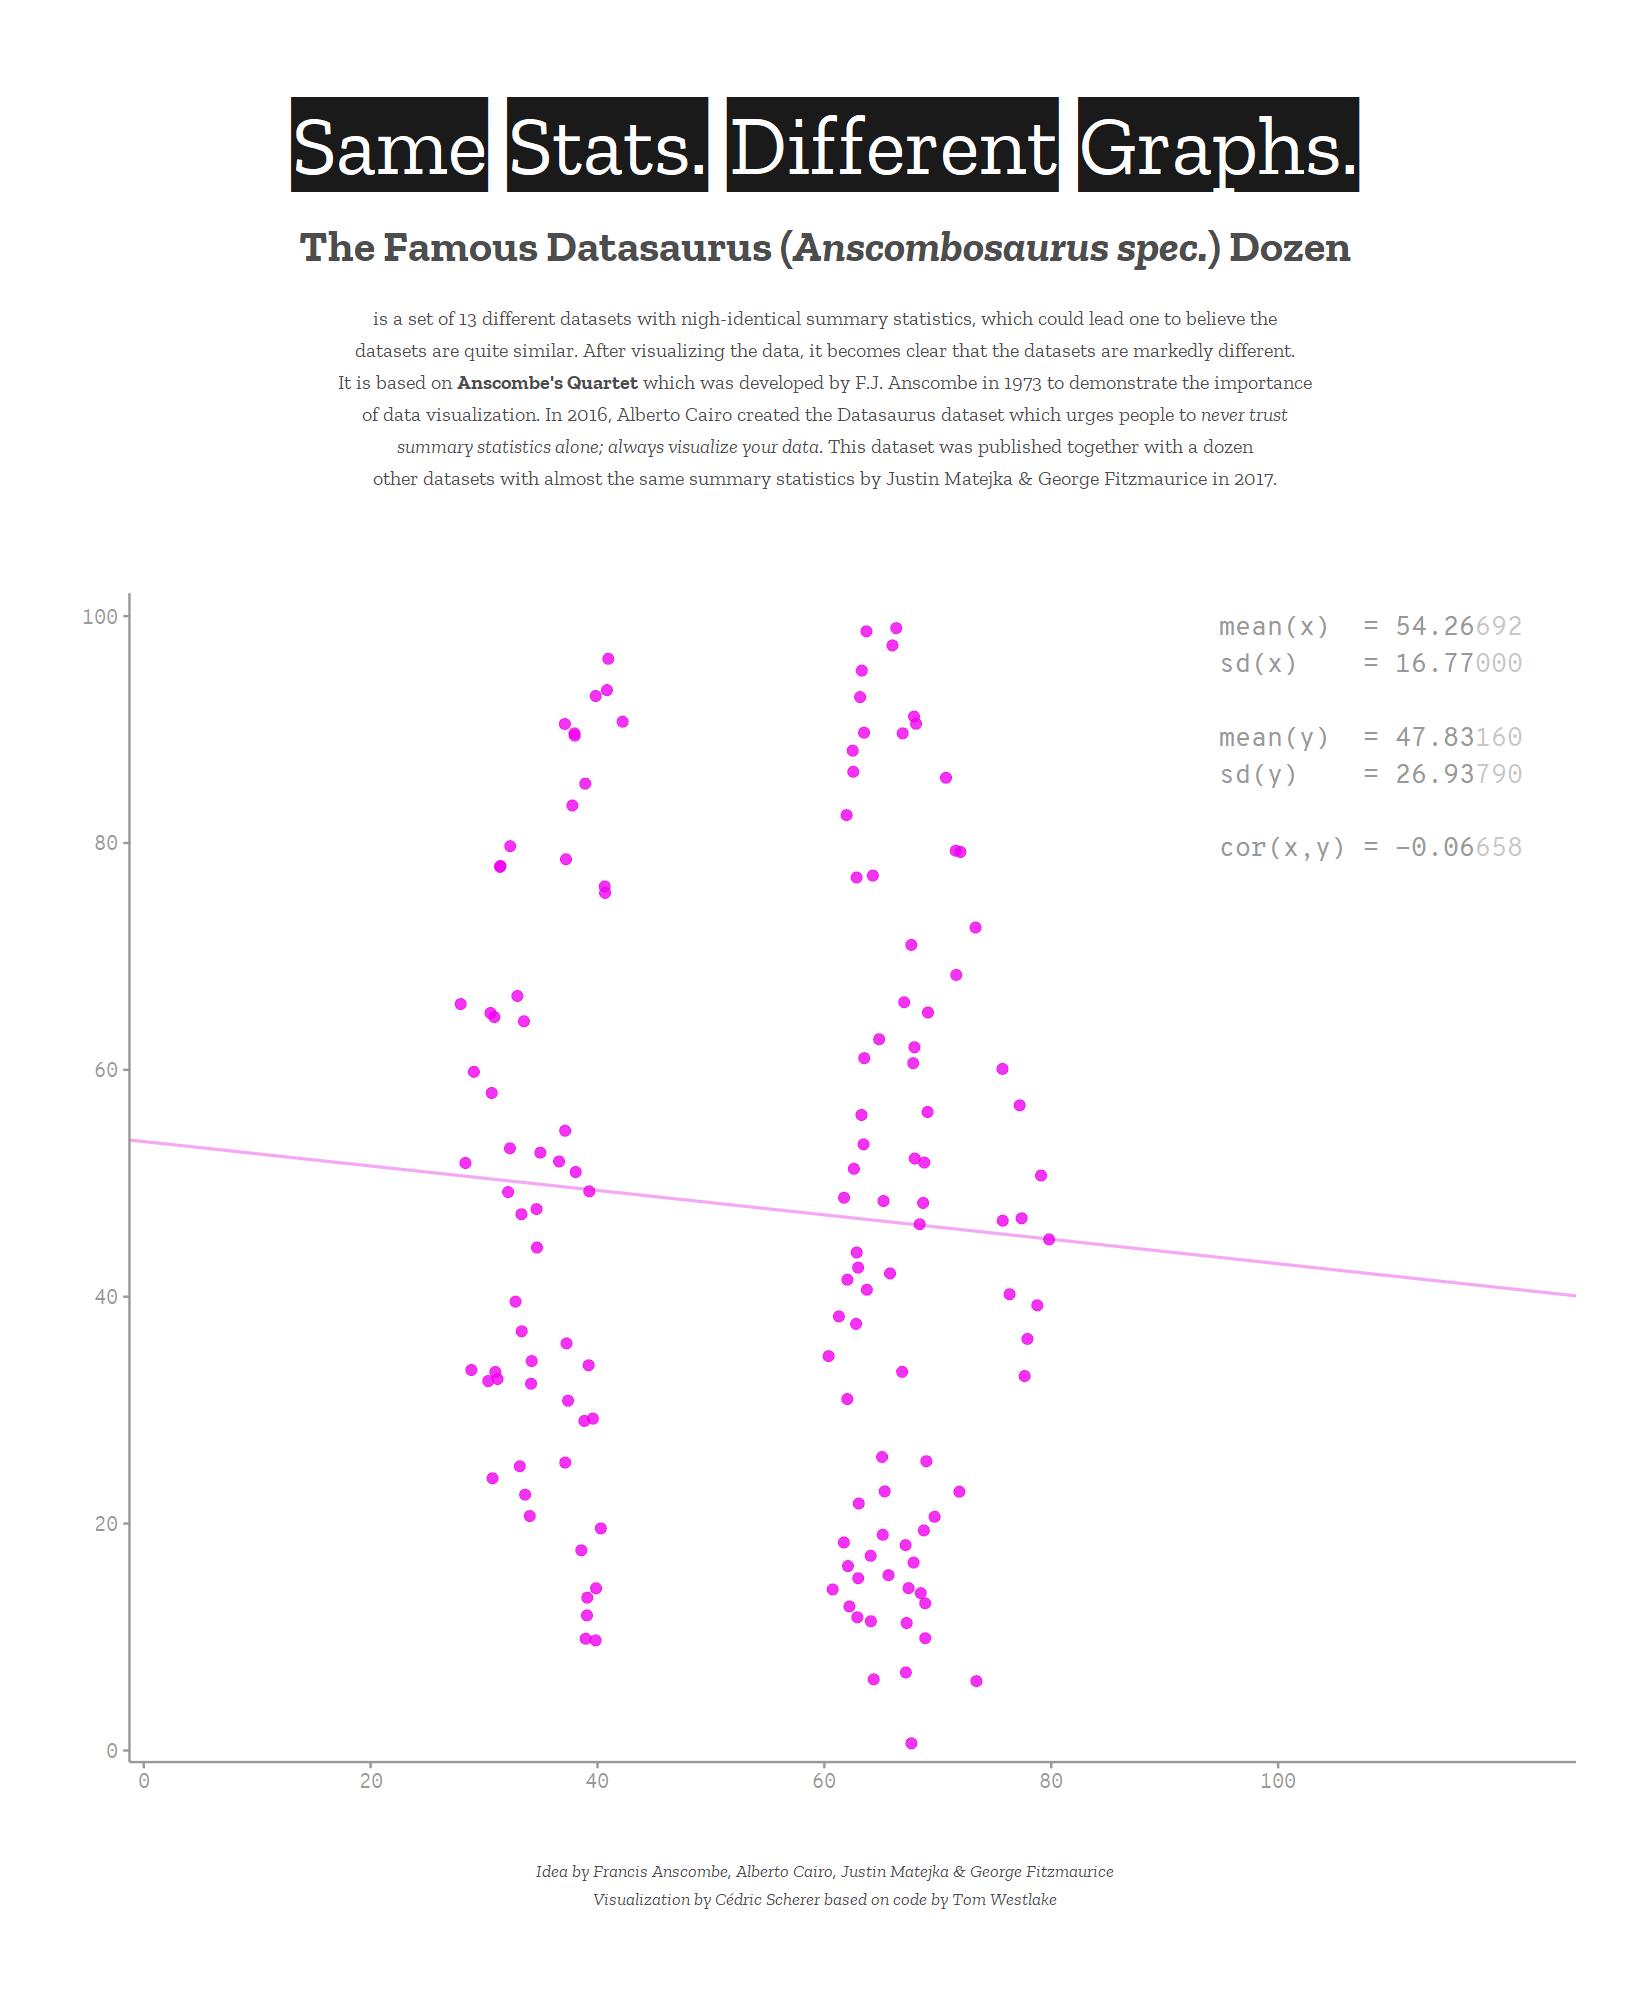 Same Stats. Different Graphs.
The Famous Datasaurus (Anscombosaurus spec.) Dozen
is a set of 13 different datasets with nigh-identical summary statistics, which could lead one to believe the
datasets are quite similar. After visualizing the data, it becomes clear that the datasets are markedly different.
It is based on Anscombe's Quartet which was developed by F.J. Anscombe in 1973 to demonstrate the importance
of data visualization. In 2016, Alberto Cairo created the Datasaurus dataset which urges people to never trust
summary statistics alone; always visualize your data. This dataset was published together with a dozen
other datasets with almost the same summary statistics by Justin Matejka & George Fitzmaurice in 2017.
mean(x) = 54.26692
sd(x) = 16.77000
mean(y) = 47.83160
sd(y) = 26.93790
cor(x,y) = −0.06658
100
80
60
40
20
0
0 20 40 60 80 100
Idea by Francis Anscombe, Alberto Cairo, Justin Matejka & George Fitzmaurice
Visualization by Cédric Scherer based on code by Tom Westlake